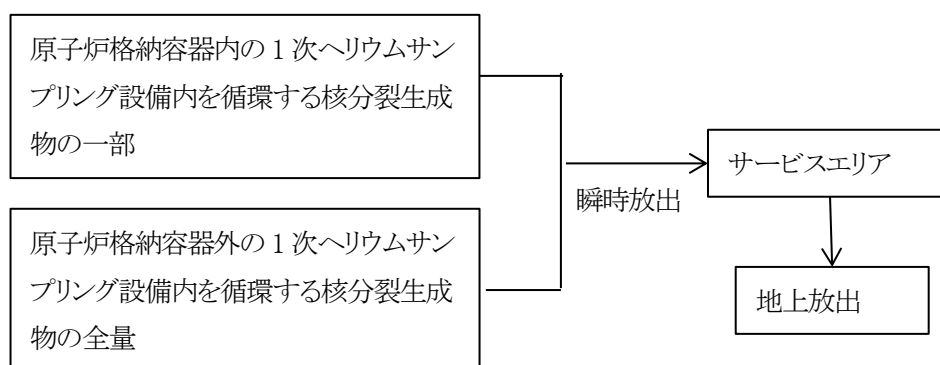 原子炉格納容器内の1次ヘリウムサン
プリング設備内を循環する核分裂生成
物の一部
サービスエリア
瞬時放出
原子炉格納容器外の1次ヘリウムサン
プリング設備内を循環する核分裂生成
物の全量
地上放出